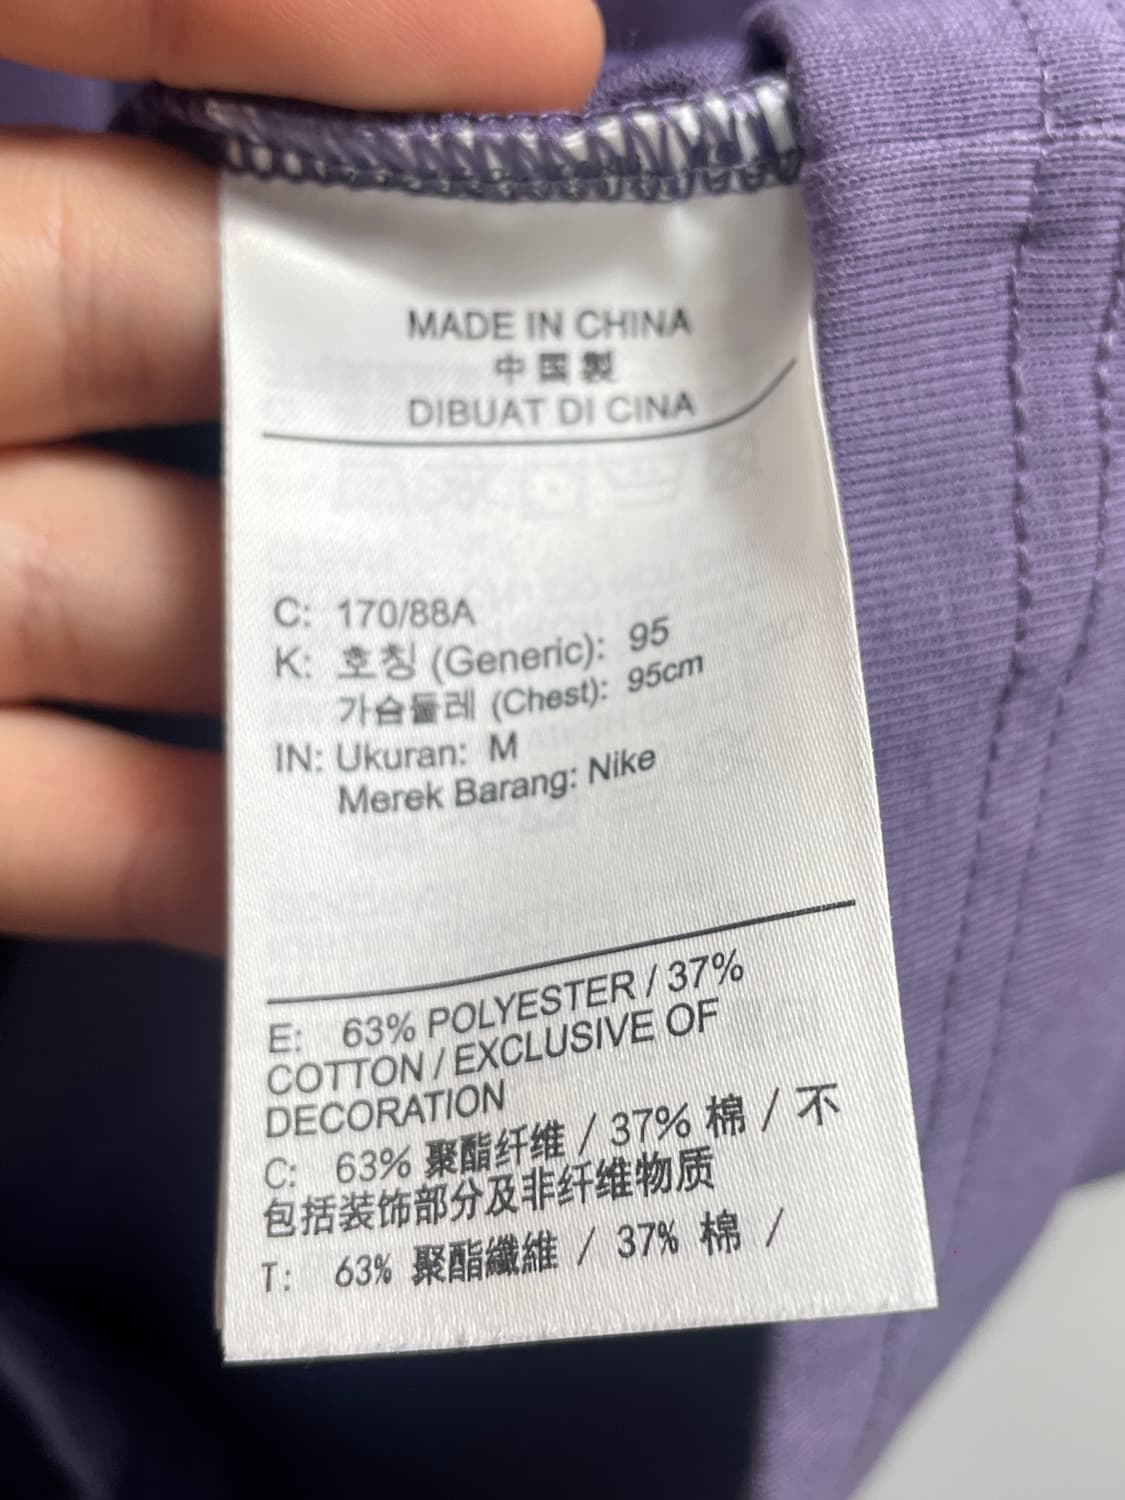 MADE IN CHINA
中国製
DIBUAT DI CINA
C: 170/88A
K: 호칭 (Generic): 95
가슴둘레 (Chest): 95cm
IN: Ukuran: M
Merek Barang: Nike
E: 63% POLYESTER / 37%
COTTON / EXCLUSIVE OF
DECORATION
C: 63% 聚酯纤维 / 37% 棉 / 不
包括装饰部分及非纤维物质
T: 63% 聚酯纖維 / 37% 棉 /